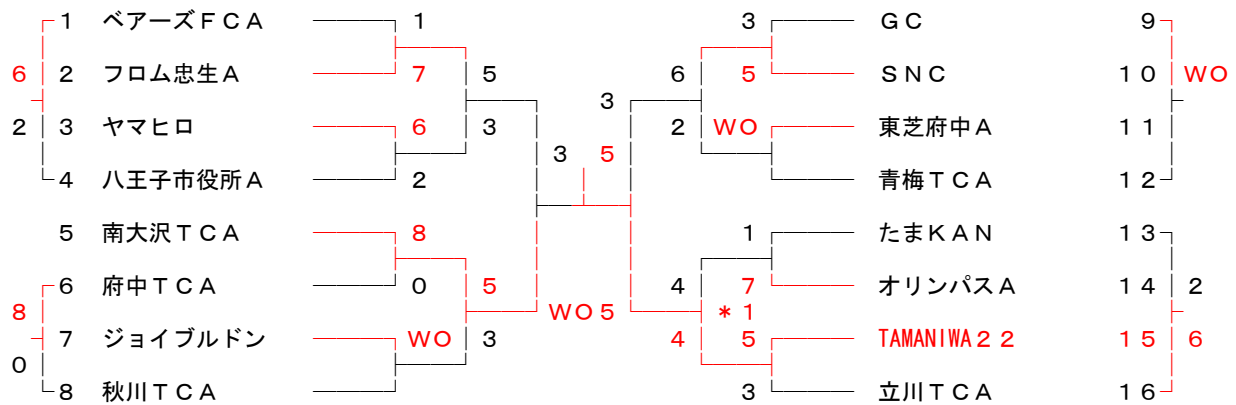 １ ベアーズＦＣＡ １ ３ ＧＣ ９
６ ２ フロム忠生Ａ ７ ５ ６ ５ ＳＮＣ １０ ＷＯ
３
２ ３ ヤマヒロ ６ ３ ２ ＷＯ 東芝府中Ａ １１
３ ５
４ 八王子市役所Ａ ２ 青梅ＴＣＡ １２
５ 南大沢ＴＣＡ ８ １ たまＫＡＮ １３
６ 府中ＴＣＡ ０ ５ ４ ７ オリンパスＡ １４ ２
８ ＷＯ ５ ＊１
７ ジョイブルドン ＷＯ ３ ４ ５ TAMANIWA２２ １５ ６
０
８ 秋川ＴＣＡ ３ 立川ＴＣＡ １６